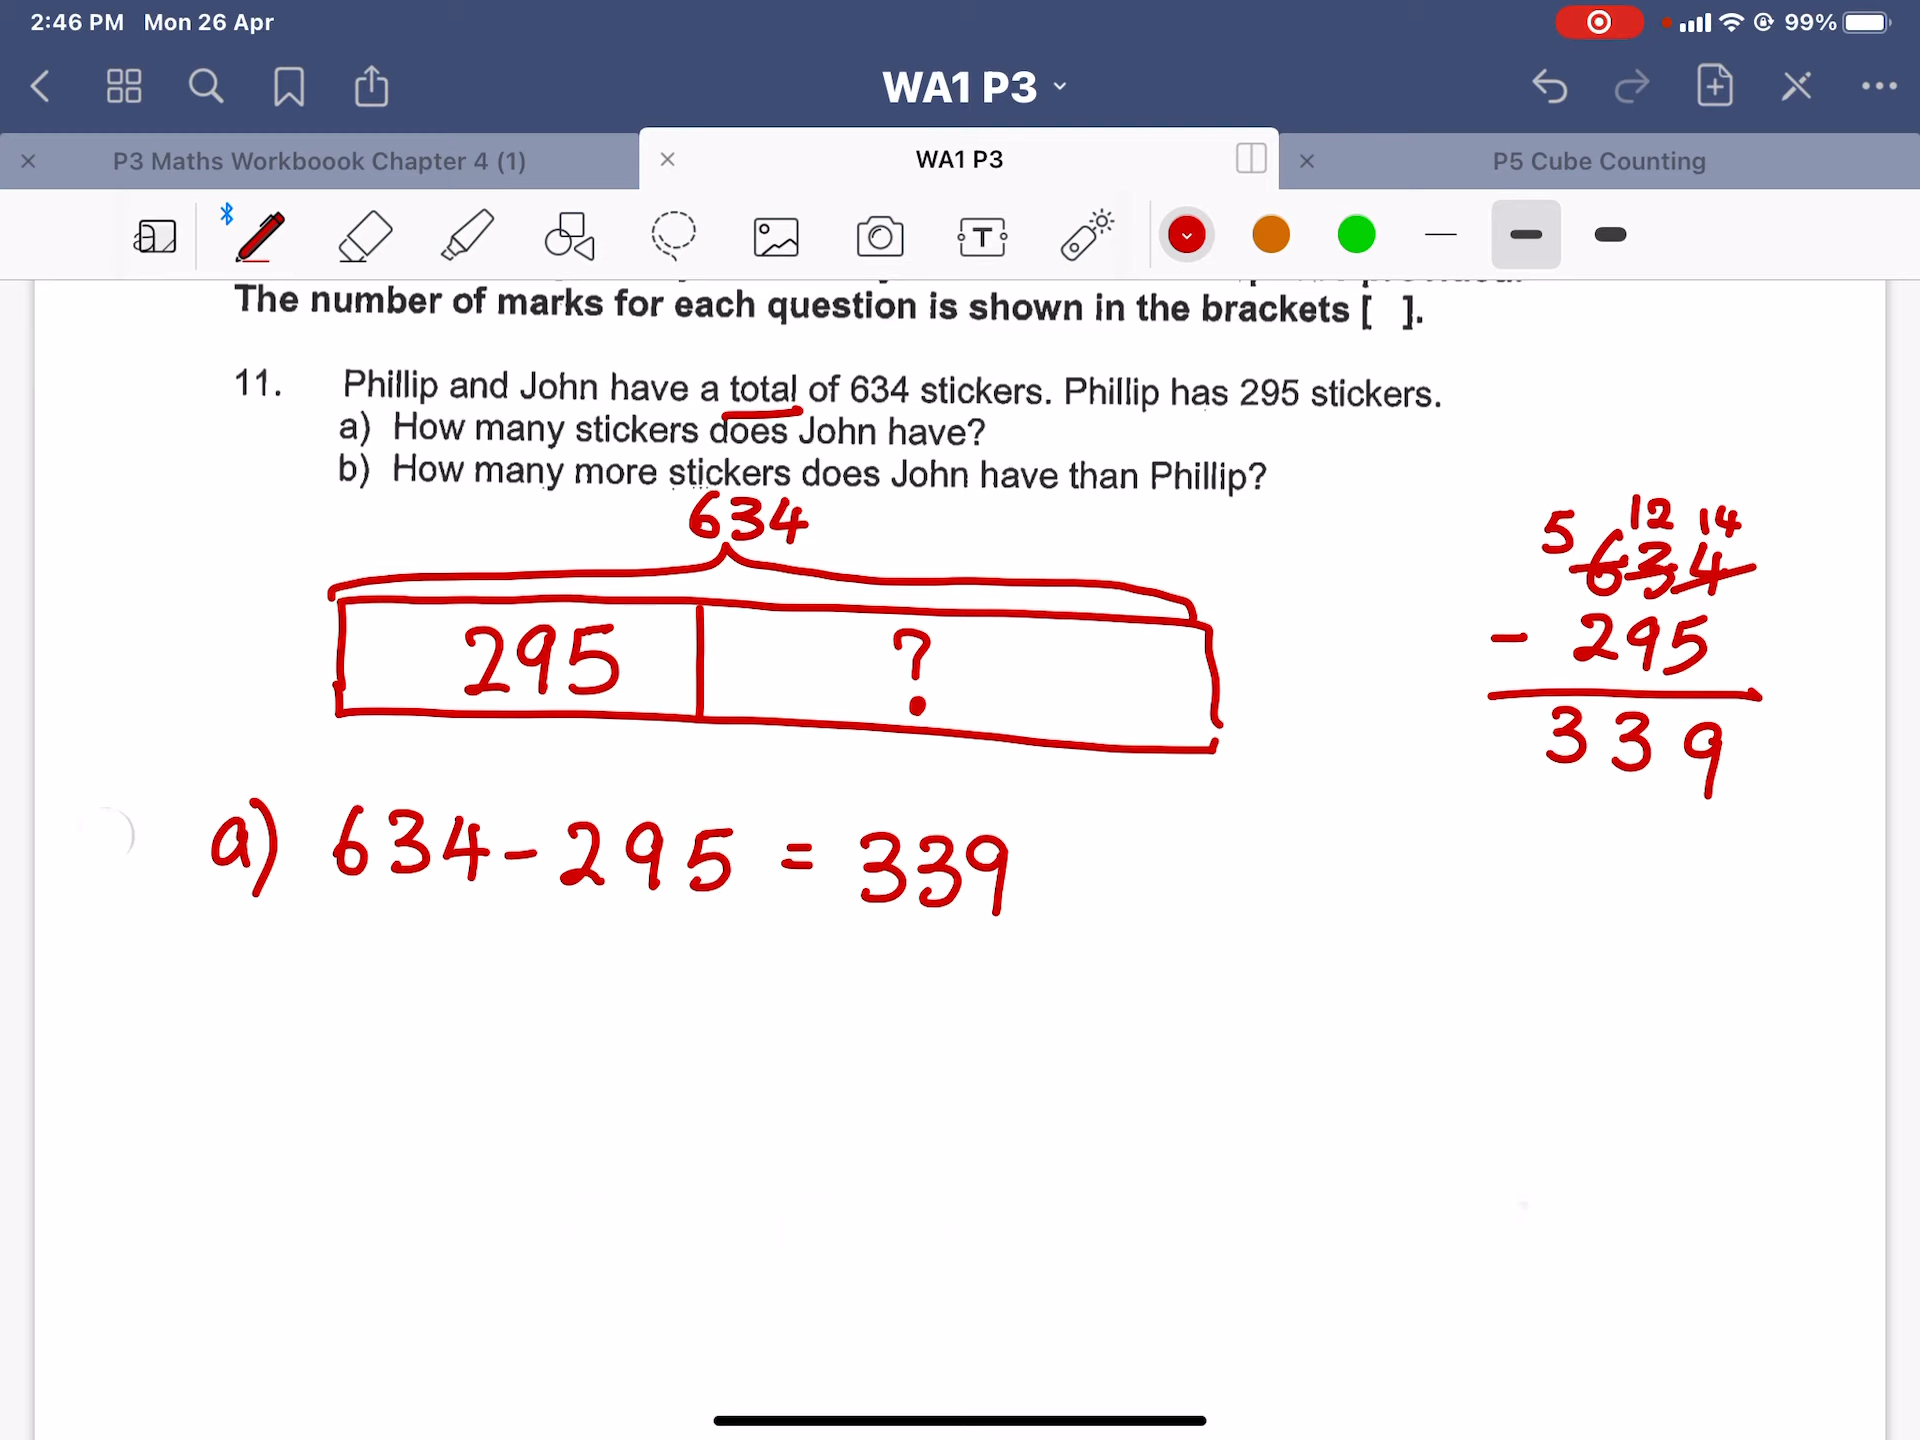 2:46 PM Mon 26 Apr
99%
WA1 P3
P3 Maths Workboook Chapter 4 (1)
WA1 P3
P5 Cube Counting
The number of marks for each question is shown in the brackets [ ].
11. Phillip and John have a total of 634 stickers. Phillip has 295 stickers.
a) How many stickers does John have?
b) How many more stickers does John have than Phillip?
634
295 ?
5 12 14
634
- 295
339
a) 634 - 295 = 339